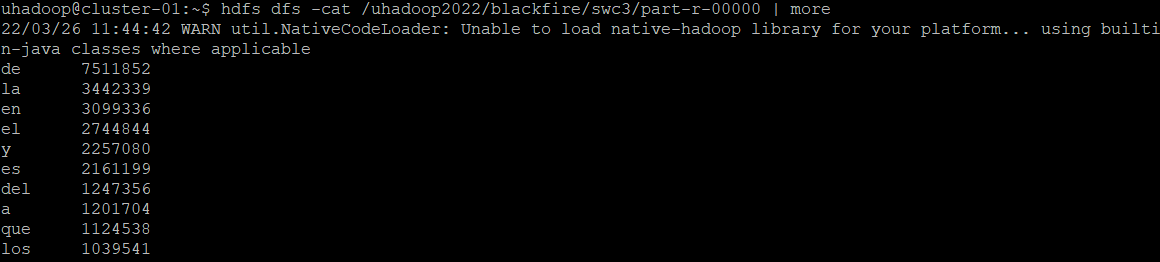 uhadoop@cluster-01:~$ hdfs dfs -cat /uhadoop2022/blackfire/swc3/part-r-00000 | more
22/03/26 11:44:42 WARN util.NativeCodeLoader: Unable to load native-hadoop library for your platform... using builti
n-java classes where applicable
de 7511852
la 3442339
en 3099336
el 2744844
y 2257080
es 2161199
del 1247356
a 1201704
que 1124538
los 1039541